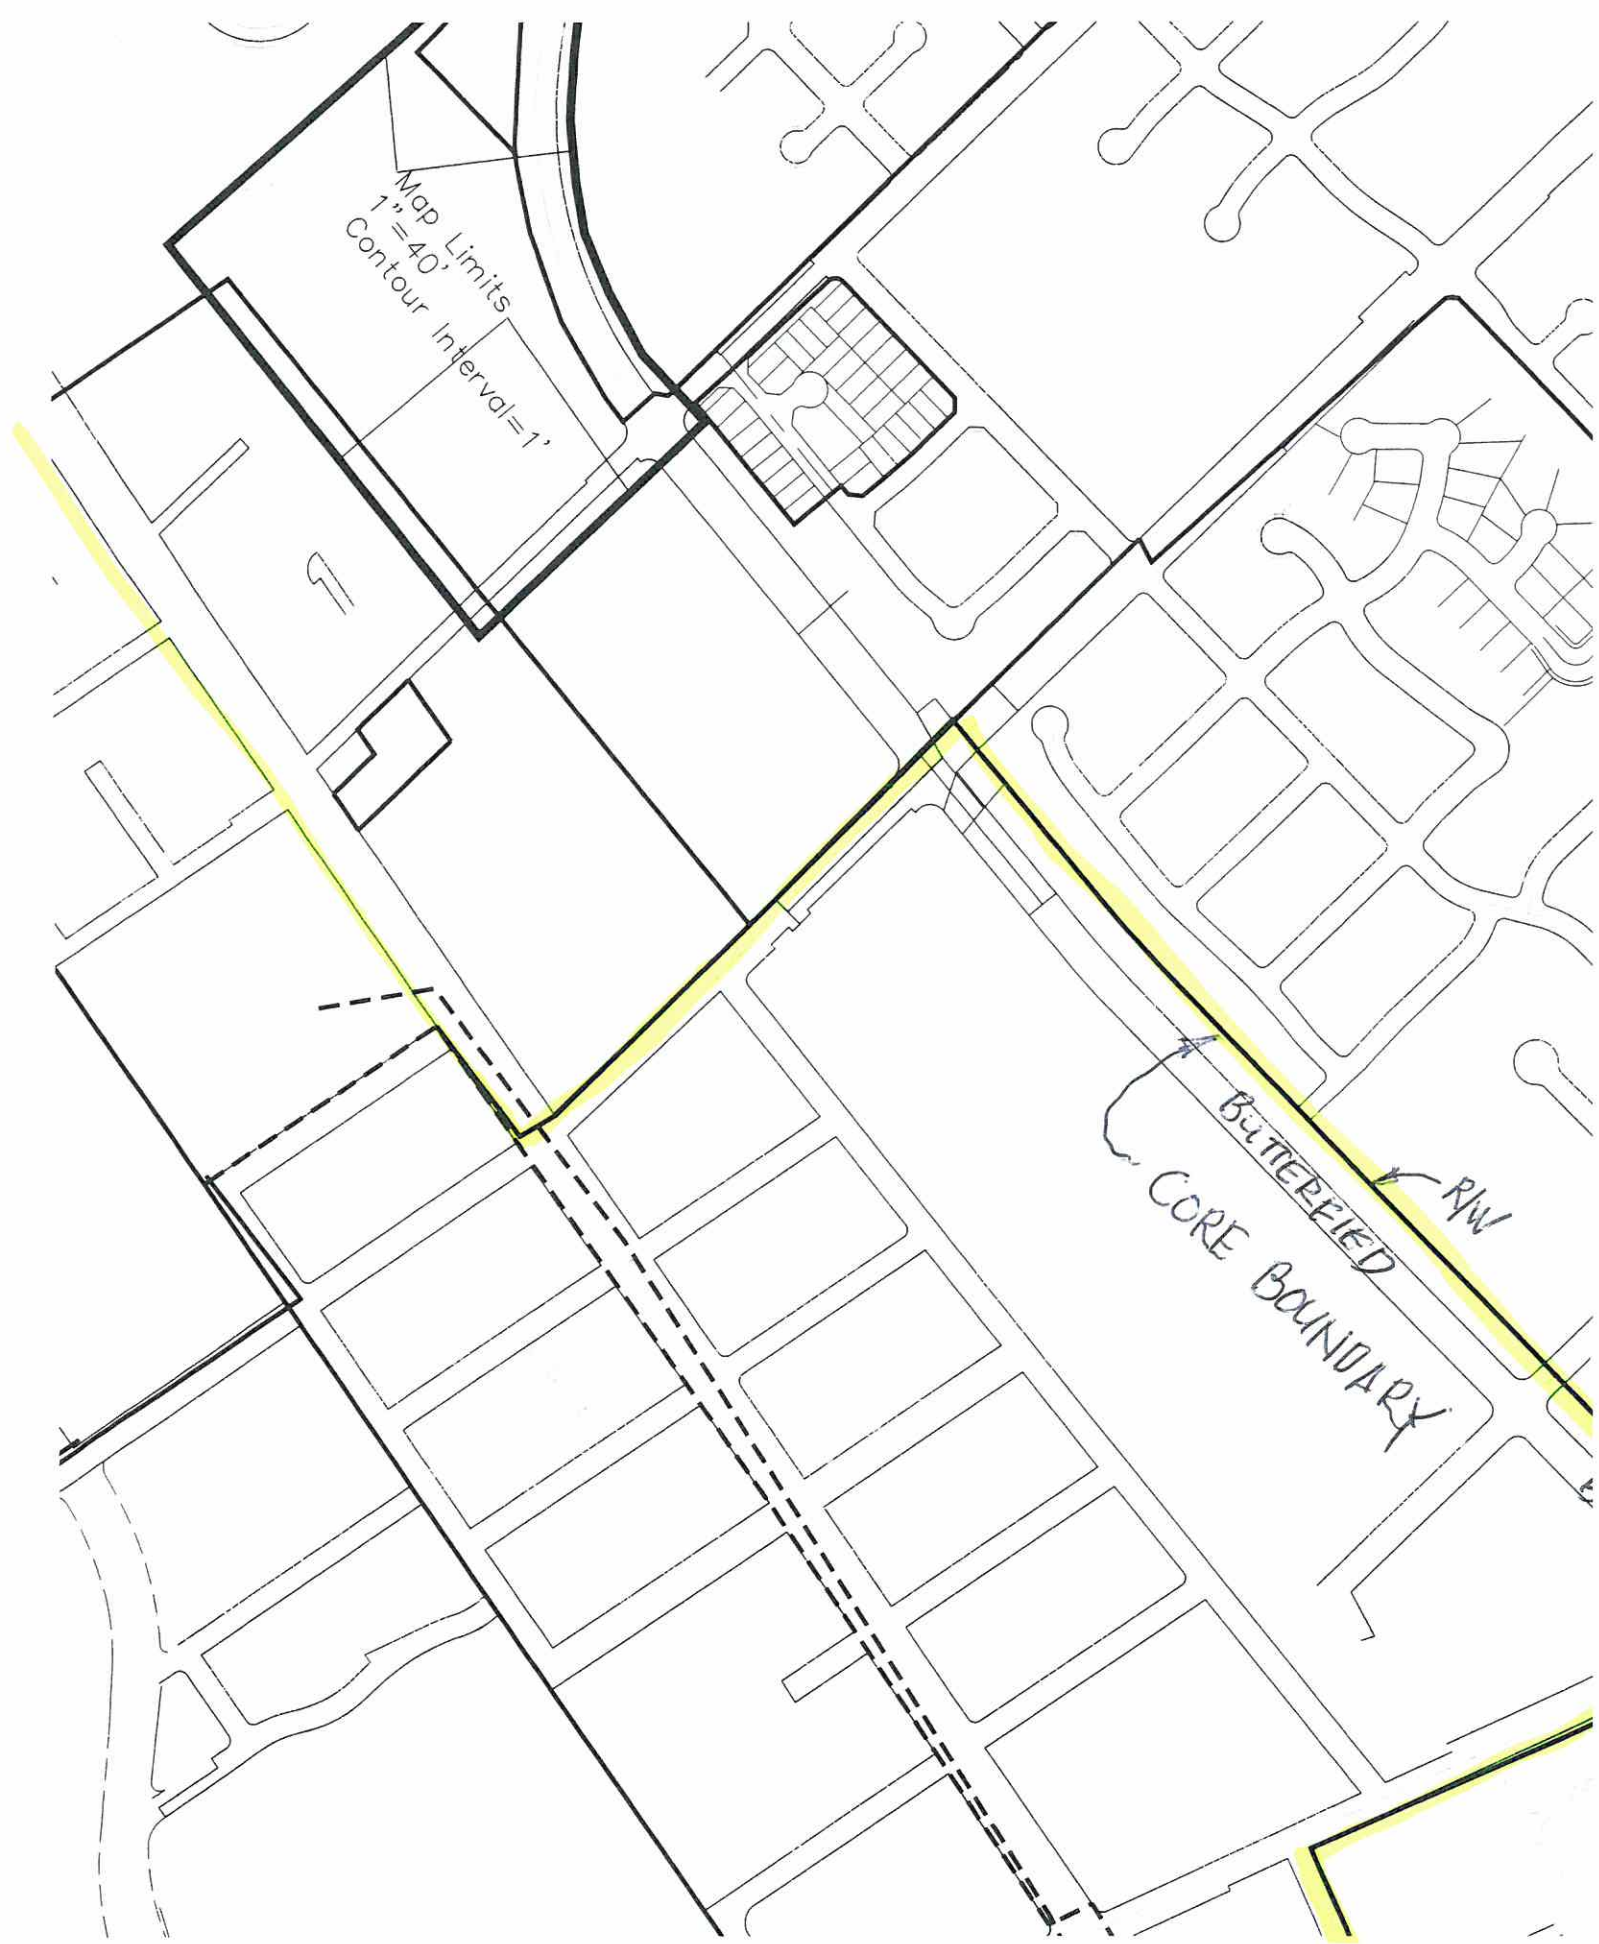 Map Limits
1"=40'
Contour Interval=1'
BUTTERFIELD
R/W
CORE BOUNDARY